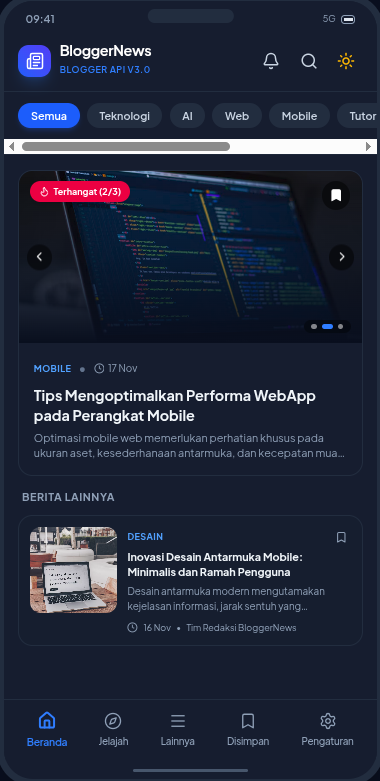 09:41
5G
BloggerNews
BLOGGER API V3.0
Semua
Teknologi
AI
Web
Mobile
Tutor
Terhangat (2/3)
MOBILE • 17 Nov
Tips Mengoptimalkan Performa WebApp
pada Perangkat Mobile
Optimasi mobile web memerlukan perhatian khusus pada
ukuran aset, kesederhanaan antarmuka, dan kecepatan mua...
BERITA LAINNYA
DESAIN
Inovasi Desain Antarmuka Mobile:
Minimalis dan Ramah Pengguna
Desain antarmuka modern mengutamakan
kejelasan informasi, jarak sentuh yang...
16 Nov • Tim Redaksi BloggerNews
Beranda
Jelajah
Lainnya
Disimpan
Pengaturan